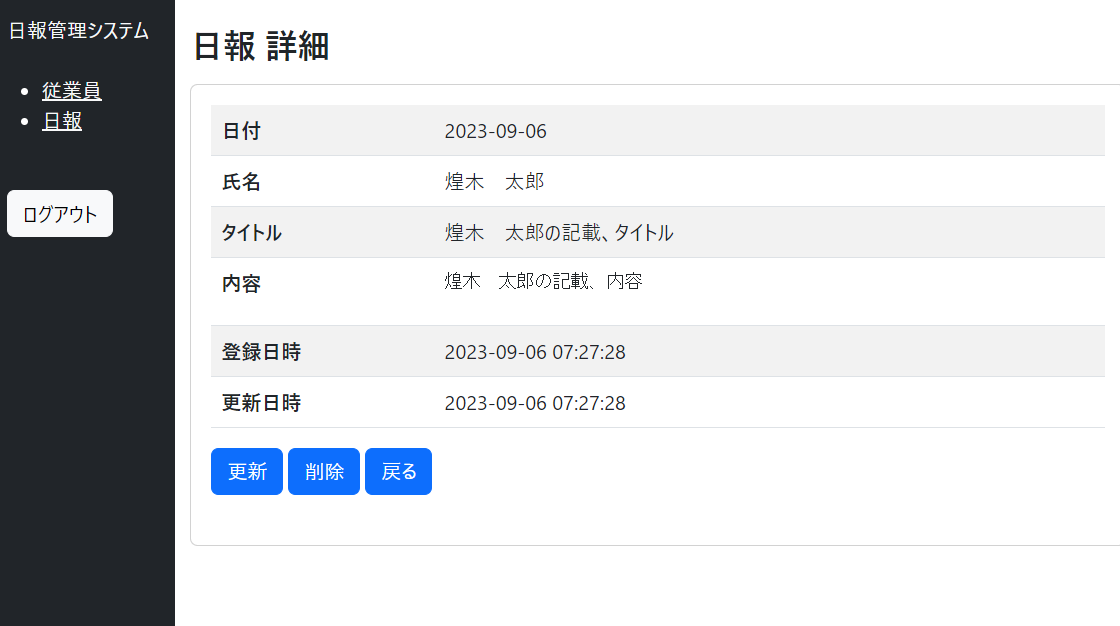 日報管理システム
従業員
日報
ログアウト
日報 詳細
日付 2023-09-06
氏名 煌木　太郎
タイトル 煌木　太郎の記載、タイトル
内容 煌木　太郎の記載、内容
登録日時 2023-09-06 07:27:28
更新日時 2023-09-06 07:27:28
更新 削除 戻る